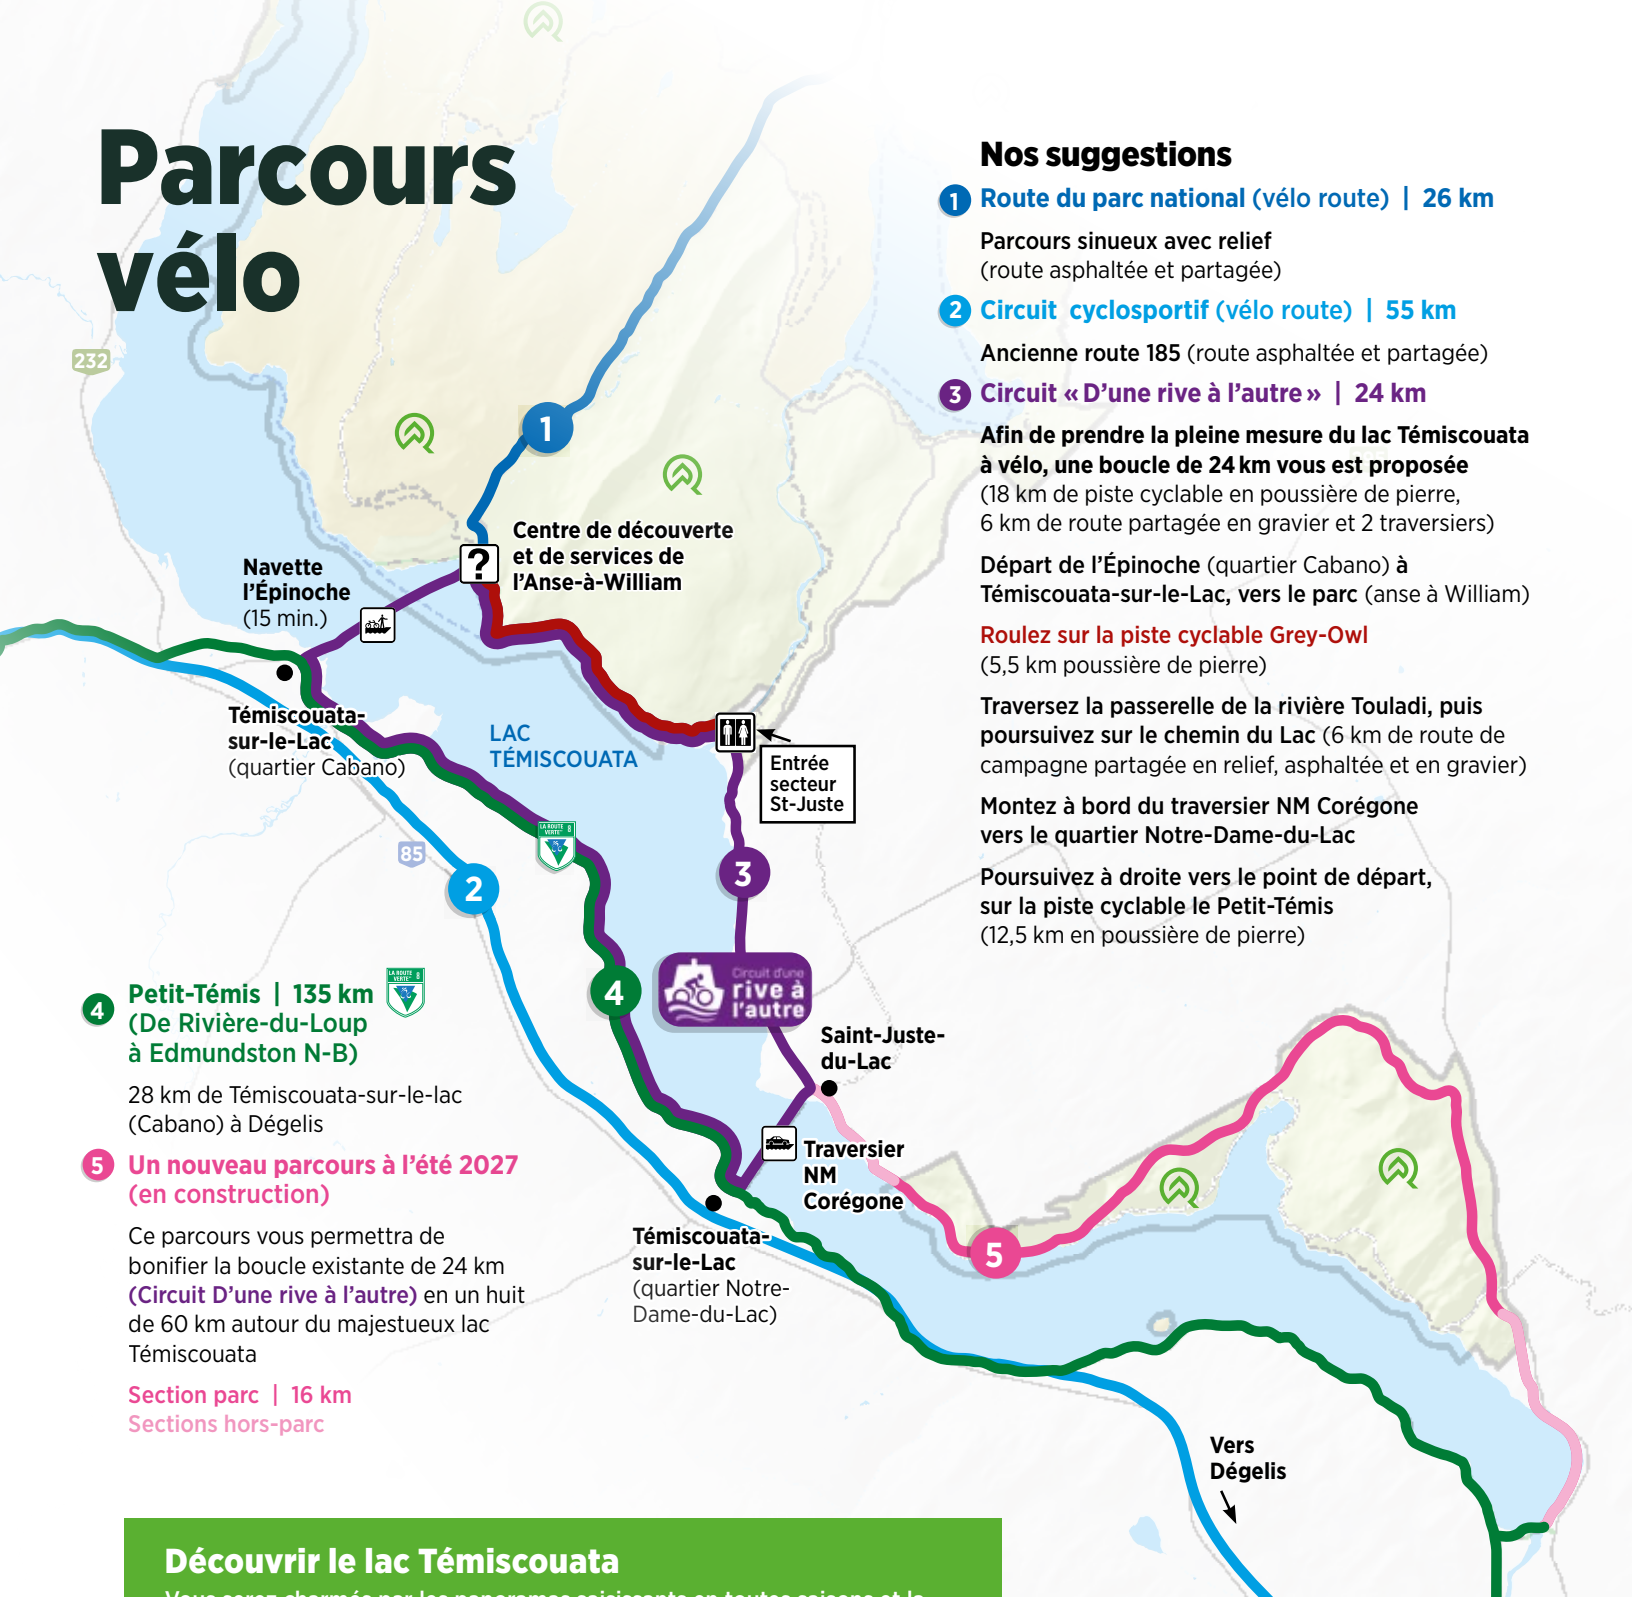 Parcours
vélo
232
1
Centre de découverte
et de services de
l’Anse-à-William
?
Navette
l’Épinoche
(15 min.)
Témiscouata-
sur-le-Lac
(quartier Cabano)
LAC
TÉMISCOUATA
Entrée
secteur
St-Juste
LA ROUTE
VERTE
8
85
2
3
4
Circuit d’une
rive à
l’autre
Saint-Juste-
du-Lac
Traversier
NM
Corégone
Témiscouata-
sur-le-Lac
(quartier Notre-
Dame-du-Lac)
5
Vers
Dégelis
Nos suggestions
1 Route du parc national (vélo route) | 26 km
Parcours sinueux avec relief
(route asphaltée et partagée)
2 Circuit cyclosportif (vélo route) | 55 km
Ancienne route 185 (route asphaltée et partagée)
3 Circuit « D’une rive à l’autre » | 24 km
Afin de prendre la pleine mesure du lac Témiscouata
à vélo, une boucle de 24 km vous est proposée
(18 km de piste cyclable en poussière de pierre,
6 km de route partagée en gravier et 2 traversiers)
Départ de l’Épinoche (quartier Cabano) à
Témiscouata-sur-le-Lac, vers le parc (anse à William)
Roulez sur la piste cyclable Grey-Owl
(5,5 km poussière de pierre)
Traversez la passerelle de la rivière Touladi, puis
poursuivez sur le chemin du Lac (6 km de route de
campagne partagée en relief, asphaltée et en gravier)
Montez à bord du traversier NM Corégone
vers le quartier Notre-Dame-du-Lac
Poursuivez à droite vers le point de départ,
sur la piste cyclable le Petit-Témis
(12,5 km en poussière de pierre)
4 Petit-Témis | 135 km
LA ROUTE
VERTE
8
(De Rivière-du-Loup
à Edmundston N-B)
28 km de Témiscouata-sur-le-lac
(Cabano) à Dégelis
5 Un nouveau parcours à l’été 2027
(en construction)
Ce parcours vous permettra de
bonifier la boucle existante de 24 km
(Circuit D’une rive à l’autre) en un huit
de 60 km autour du majestueux lac
Témiscouata
Section parc | 16 km
Sections hors-parc
Découvrir le lac Témiscouata